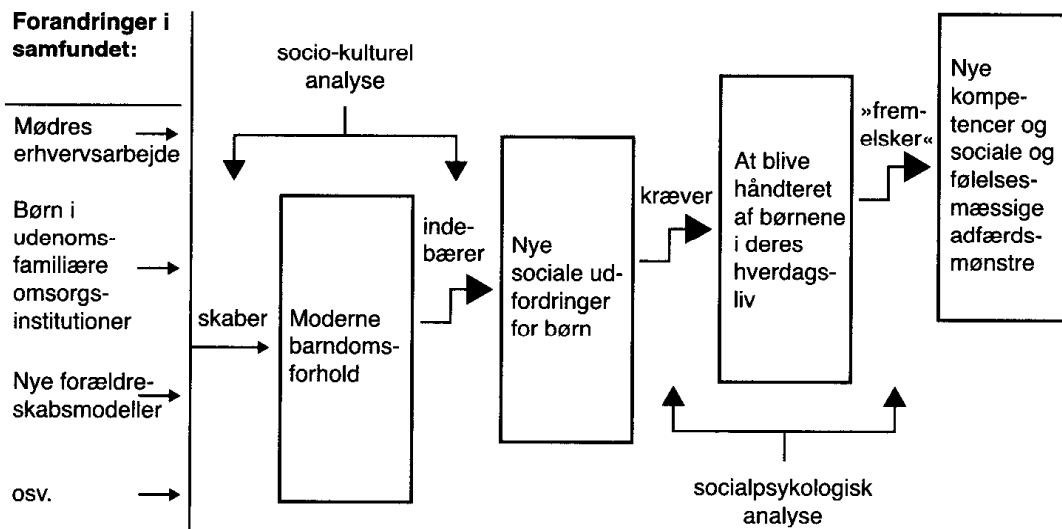 Forandringer i
samfundet:
Mødres
erhvervsarbejde
Børn i
udenoms-
familiære
omsorgs-
institutioner
Nye forældre-
skabsmodeller
osv.
skaber
socio-kulturel
analyse
Moderne
barndoms-
forhold
inde-
bærer
Nye
sociale ud-
fordringer
for børn
kræver
At blive
håndteret
af børnene
i deres
hverdags-
liv
socialpsykologisk
analyse
»frem-
elsker«
Nye
kompe-
tencer og
sociale og
følelses-
mæssige
adfærds-
mønstre